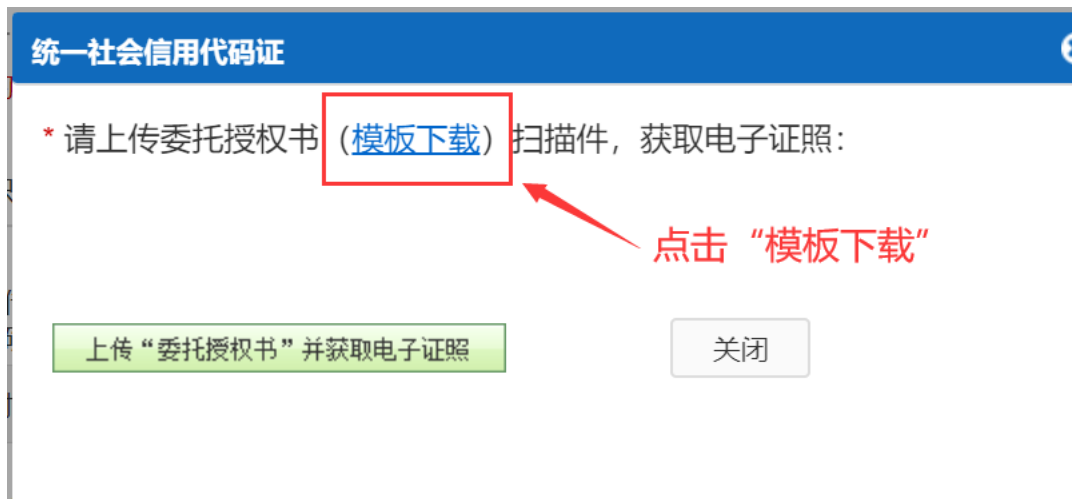 统一社会信用代码证
* 请上传委托授权书（模板下载）扫描件，获取电子证照：
点击“模板下载”
上传“委托授权书”并获取电子证照
关闭